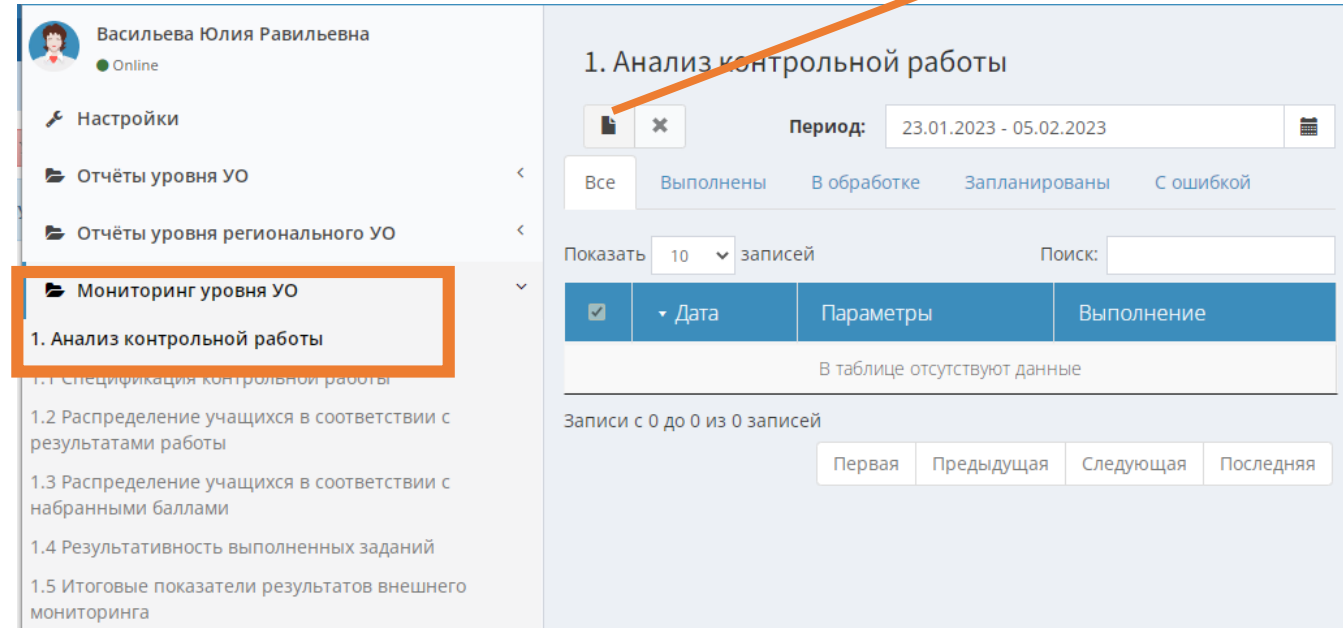 Васильева Юлия Равильевна
Online
Настройки
Отчёты уровня УО
Отчёты уровня регионального УО
Мониторинг уровня УО
1. Анализ контрольной работы
1.1 Спецификация контрольной работы
1.2 Распределение учащихся в соответствии с
результатами работы
1.3 Распределение учащихся в соответствии с
набранными баллами
1.4 Результативность выполненных заданий
1.5 Итоговые показатели результатов внешнего
мониторинга
1. Анализ контрольной работы
Период: 23.01.2023 - 05.02.2023
Все Выполнены В обработке Запланированы С ошибкой
Показать 10 записей Поиск:
Дата Параметры Выполнение
В таблице отсутствуют данные
Записи с 0 до 0 из 0 записей
Первая Предыдущая Следующая Последняя